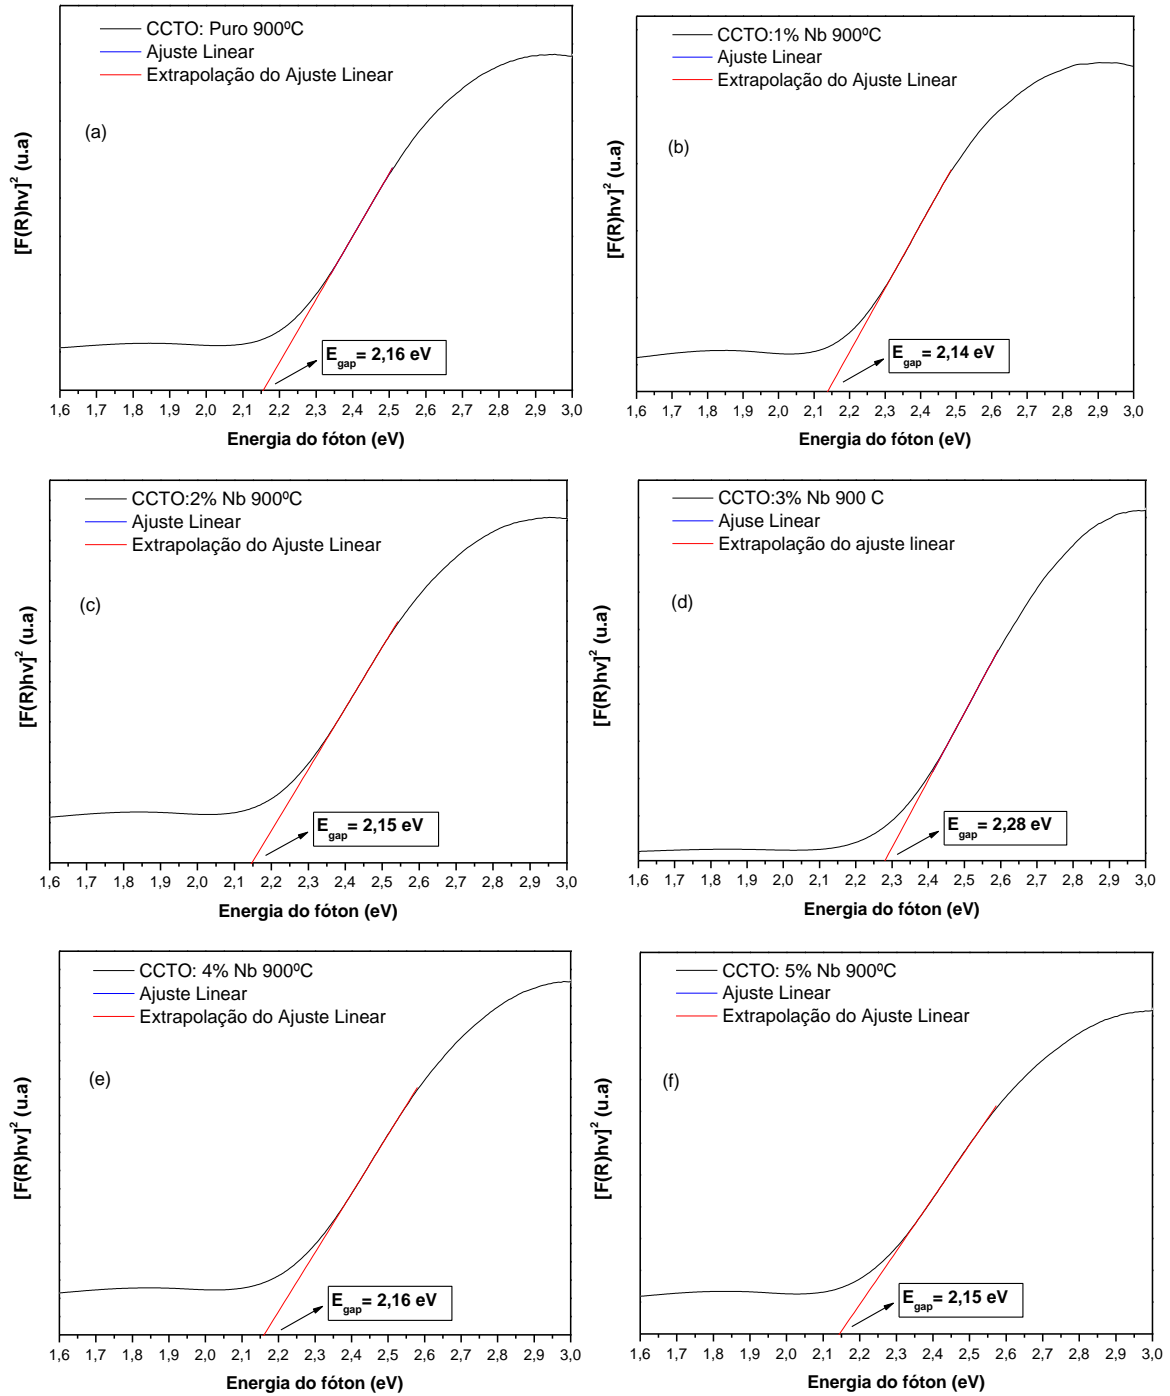 CCTO: Puro 900ºC
Ajuste Linear
Extrapolação do Ajuste Linear
(a)
[F(R)hv]² (u.a)
E_gap= 2,16 eV
1,6 1,7 1,8 1,9 2,0 2,1 2,2 2,3 2,4 2,5 2,6 2,7 2,8 2,9 3,0
Energia do fóton (eV)
CCTO:1% Nb 900ºC
Ajuste Linear
Extrapolação do Ajuste Linear
(b)
[F(R)hv]² (u.a)
E_gap= 2,14 eV
1,6 1,7 1,8 1,9 2,0 2,1 2,2 2,3 2,4 2,5 2,6 2,7 2,8 2,9 3,0
Energia do fóton (eV)
CCTO:2% Nb 900ºC
Ajuste Linear
Extrapolação do Ajuste Linear
(c)
[F(R)hv]² (u.a)
E_gap= 2,15 eV
1,6 1,7 1,8 1,9 2,0 2,1 2,2 2,3 2,4 2,5 2,6 2,7 2,8 2,9 3,0
Energia do fóton (eV)
CCTO:3% Nb 900 C
Ajuse Linear
Extrapolação do ajuste linear
(d)
[F(R)hv]² (u.a)
E_gap= 2,28 eV
1,6 1,7 1,8 1,9 2,0 2,1 2,2 2,3 2,4 2,5 2,6 2,7 2,8 2,9 3,0
Energia do fóton (eV)
CCTO: 4% Nb 900ºC
Ajuste Linear
Extrapolação do Ajuste Linear
(e)
[F(R)hv]² (u.a)
E_gap= 2,16 eV
1,6 1,7 1,8 1,9 2,0 2,1 2,2 2,3 2,4 2,5 2,6 2,7 2,8 2,9 3,0
Energia do fóton (eV)
CCTO: 5% Nb 900ºC
Ajuste Linear
Extrapolação do Ajuste Linear
(f)
[F(R)hv]² (u.a)
E_gap= 2,15 eV
1,6 1,7 1,8 1,9 2,0 2,1 2,2 2,3 2,4 2,5 2,6 2,7 2,8 2,9 3,0
Energia do fóton (eV)